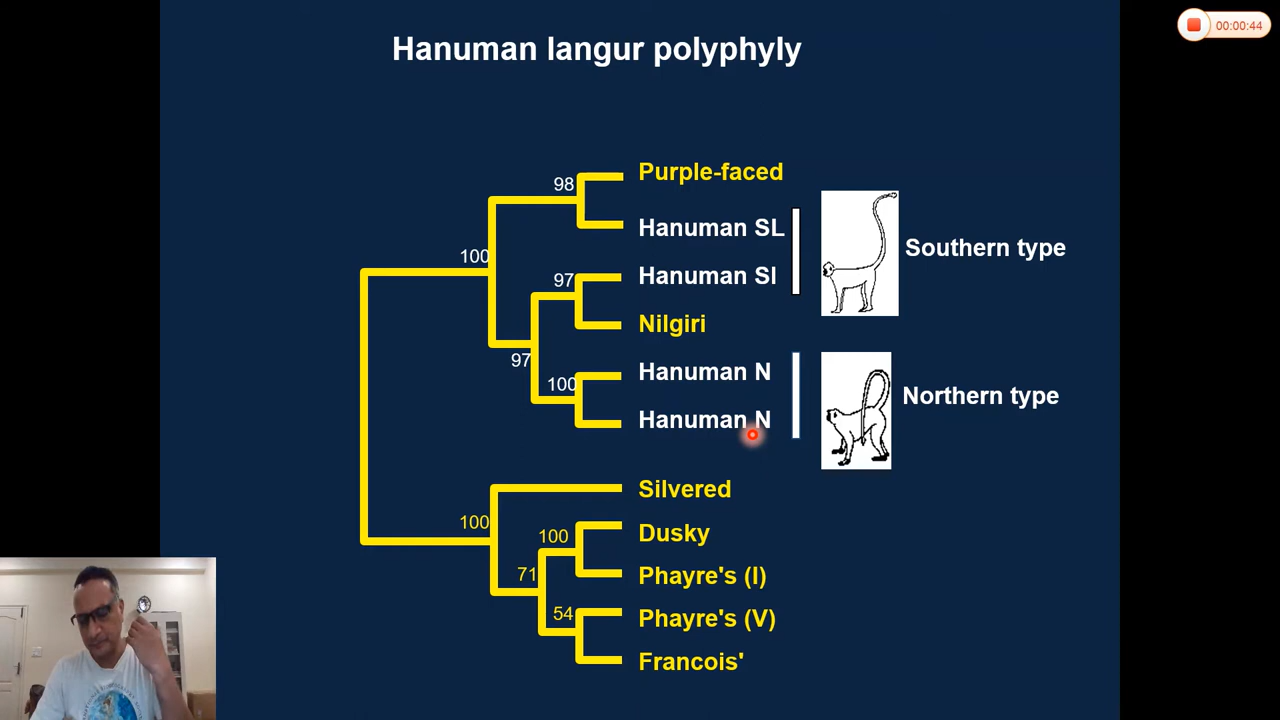 00:00:44
Hanuman langur polyphyly
98
Purple-faced
Hanuman SL
Southern type
100
97
Hanuman SI
Nilgiri
97
100
Hanuman N
Northern type
Hanuman N
Silvered
100
100
Dusky
71
Phayre's (I)
54
Phayre's (V)
Francois'